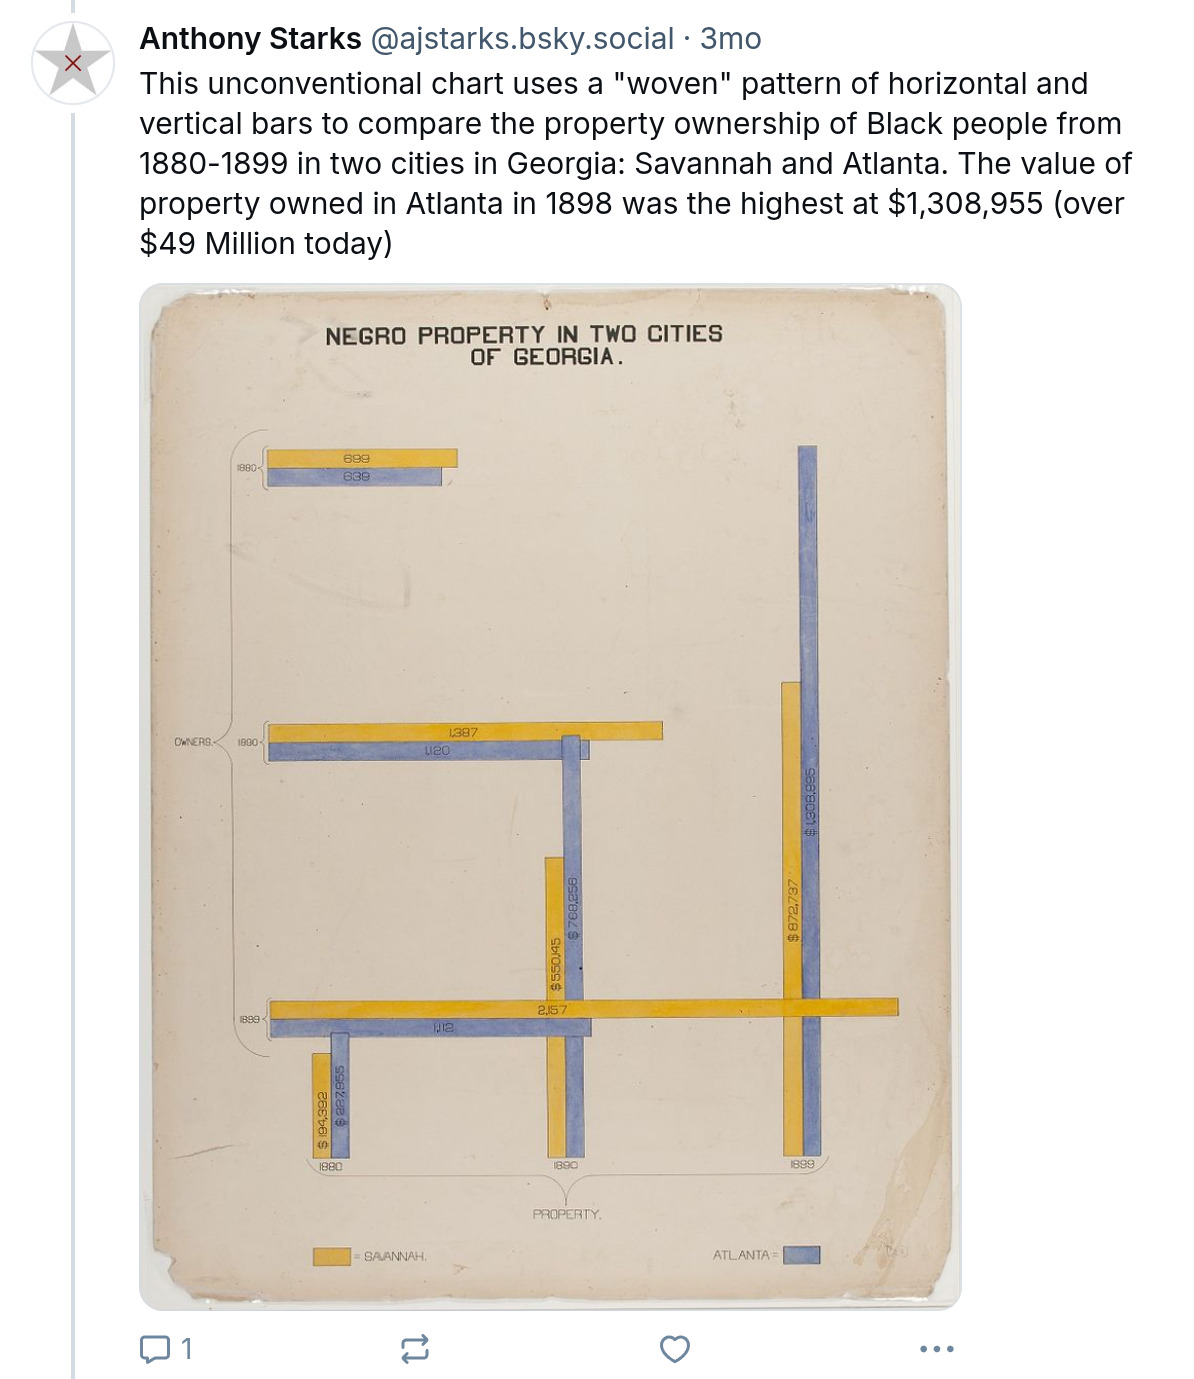 Anthony Starks @ajstarks.bsky.social · 3mo
This unconventional chart uses a "woven" pattern of horizontal and
vertical bars to compare the property ownership of Black people from
1880-1899 in two cities in Georgia: Savannah and Atlanta. The value of
property owned in Atlanta in 1898 was the highest at $1,308,955 (over
$49 Million today)
NEGRO PROPERTY IN TWO CITIES
OF GEORGIA.
1880
699
639
OWNERS.
1890
1,387
1,120
1899
2,157
1,112
$ 194,392
$ 227,955
$ 550,145
$ 768,256
$ 872,737
$ 1,308,895
1880
1890
1899
PROPERTY.
= SAVANNAH.
ATLANTA =
1